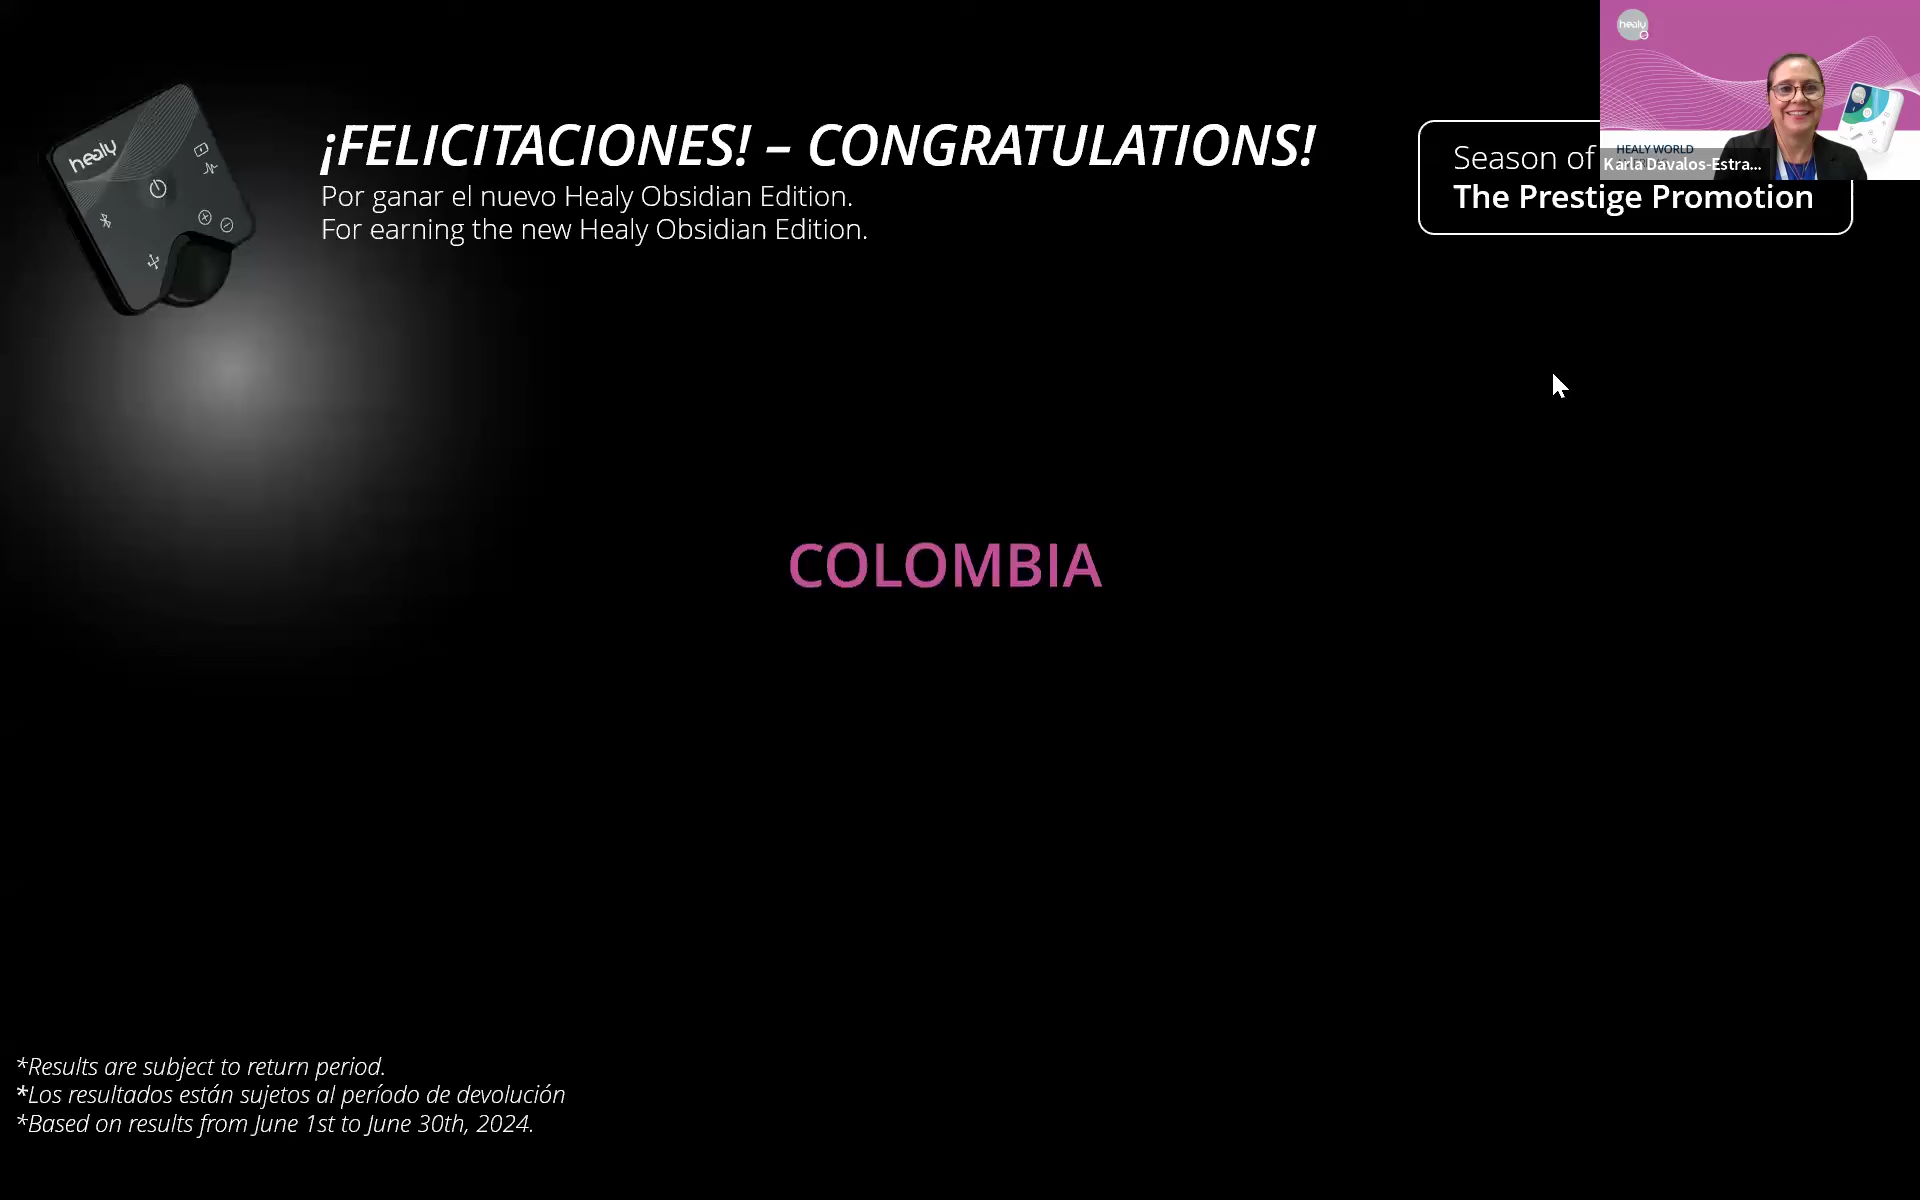 healy
¡FELICITACIONES! – CONGRATULATIONS!
Por ganar el nuevo Healy Obsidian Edition.
For earning the new Healy Obsidian Edition.
Season of
The Prestige Promotion
healy
HEALY WORLD
Karla Davalos-Estra...
COLOMBIA
*Results are subject to return period.
*Los resultados están sujetos al período de devolución
*Based on results from June 1st to June 30th, 2024.